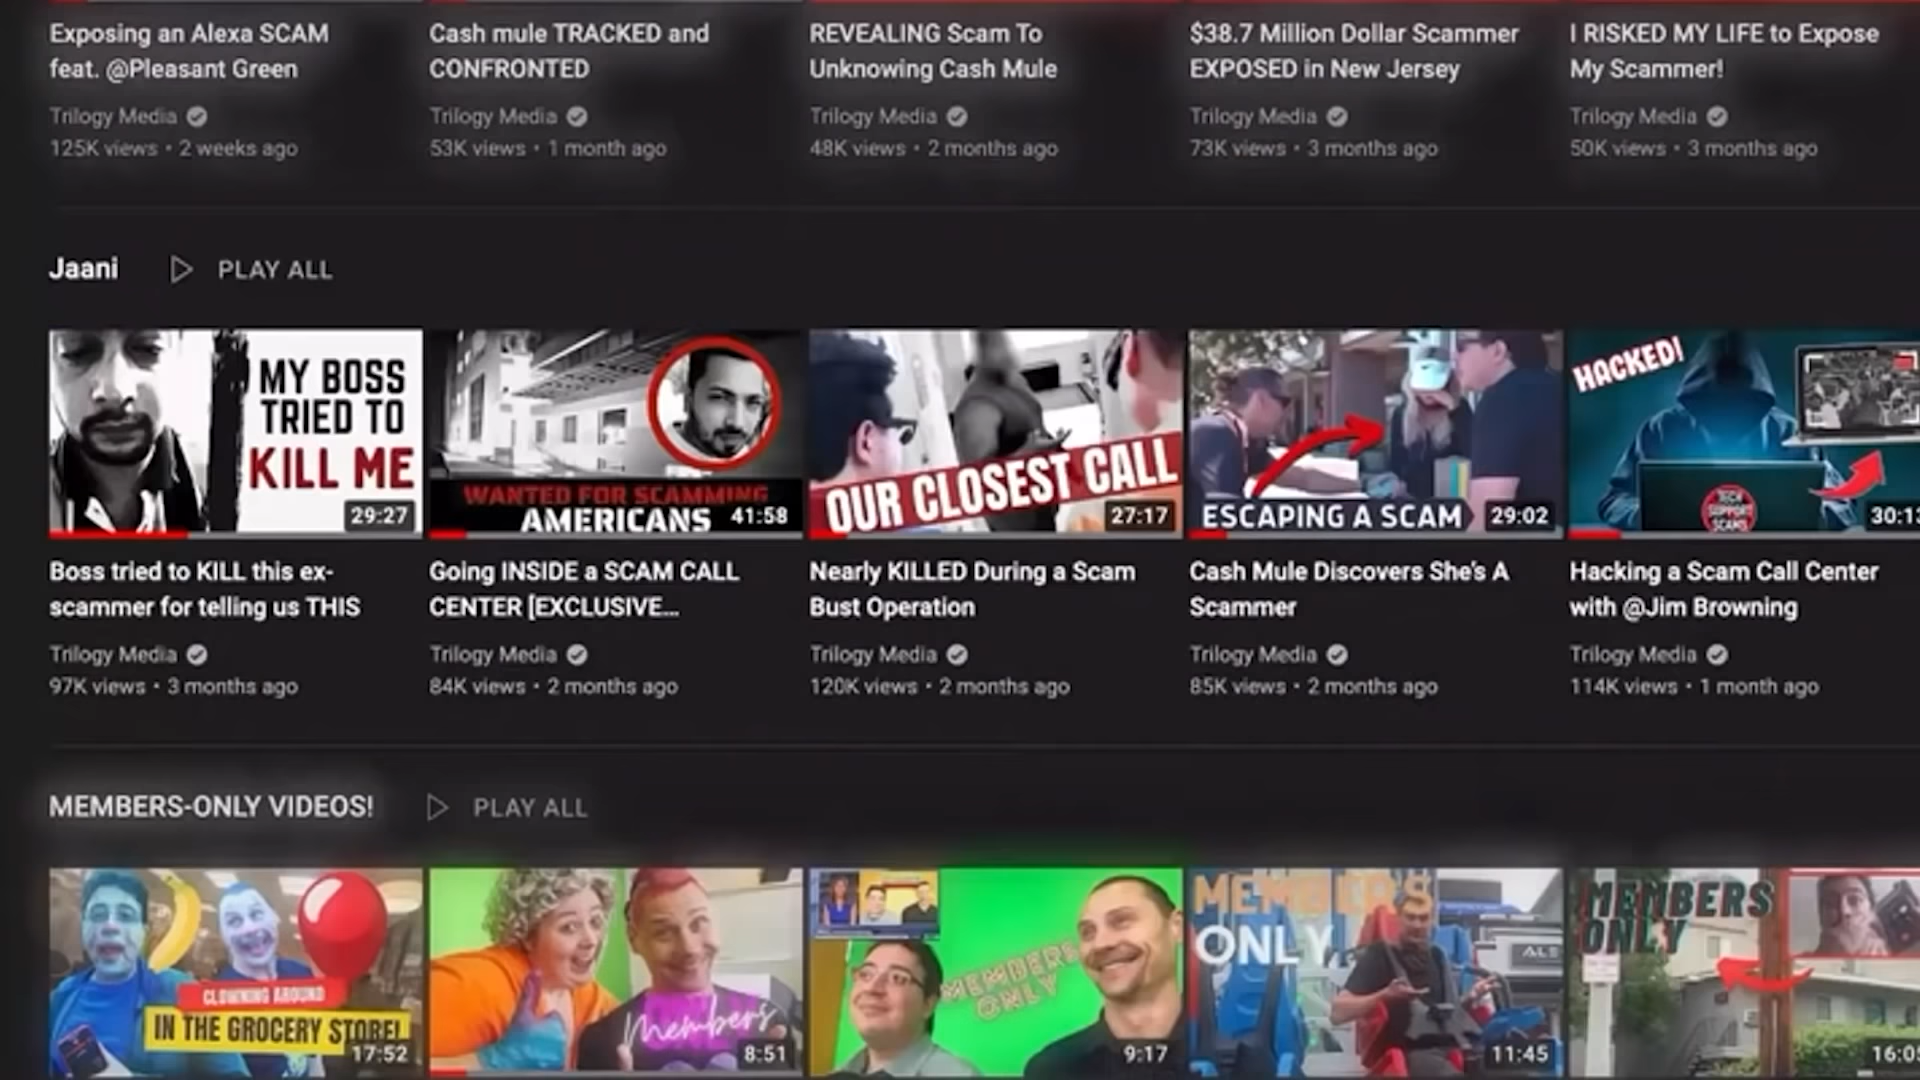 Exposing an Alexa SCAM
feat. @Pleasant Green
Trilogy Media
125K views • 2 weeks ago
Cash mule TRACKED and
CONFRONTED
Trilogy Media
53K views • 1 month ago
REVEALING Scam To
Unknowing Cash Mule
Trilogy Media
48K views • 2 months ago
$38.7 Million Dollar Scammer
EXPOSED in New Jersey
Trilogy Media
73K views • 3 months ago
I RISKED MY LIFE to Expose
My Scammer!
Trilogy Media
50K views • 3 months ago
Jaani
PLAY ALL
MY BOSS
TRIED TO
KILL ME
29:27
Boss tried to KILL this ex-
scammer for telling us THIS
Trilogy Media
97K views • 3 months ago
WANTED FOR SCAMMING
AMERICANS
41:58
Going INSIDE a SCAM CALL
CENTER [EXCLUSIVE...
Trilogy Media
84K views • 2 months ago
OUR CLOSEST CALL
27:17
Nearly KILLED During a Scam
Bust Operation
Trilogy Media
120K views • 2 months ago
ESCAPING A SCAM
29:02
Cash Mule Discovers She's A
Scammer
Trilogy Media
85K views • 2 months ago
HACKED!
TECH
SUPPORT
SCAMS
Hacking a Scam Call Center
with @Jim Browning
Trilogy Media
114K views • 1 month ago
MEMBERS-ONLY VIDEOS!
PLAY ALL
CLOWNING AROUND
IN THE GROCERY STORE!
17:52
Members
8:51
MEMBERS
ONLY
9:17
MEMBERS
ONLY
11:45
MEMBERS
ONLY